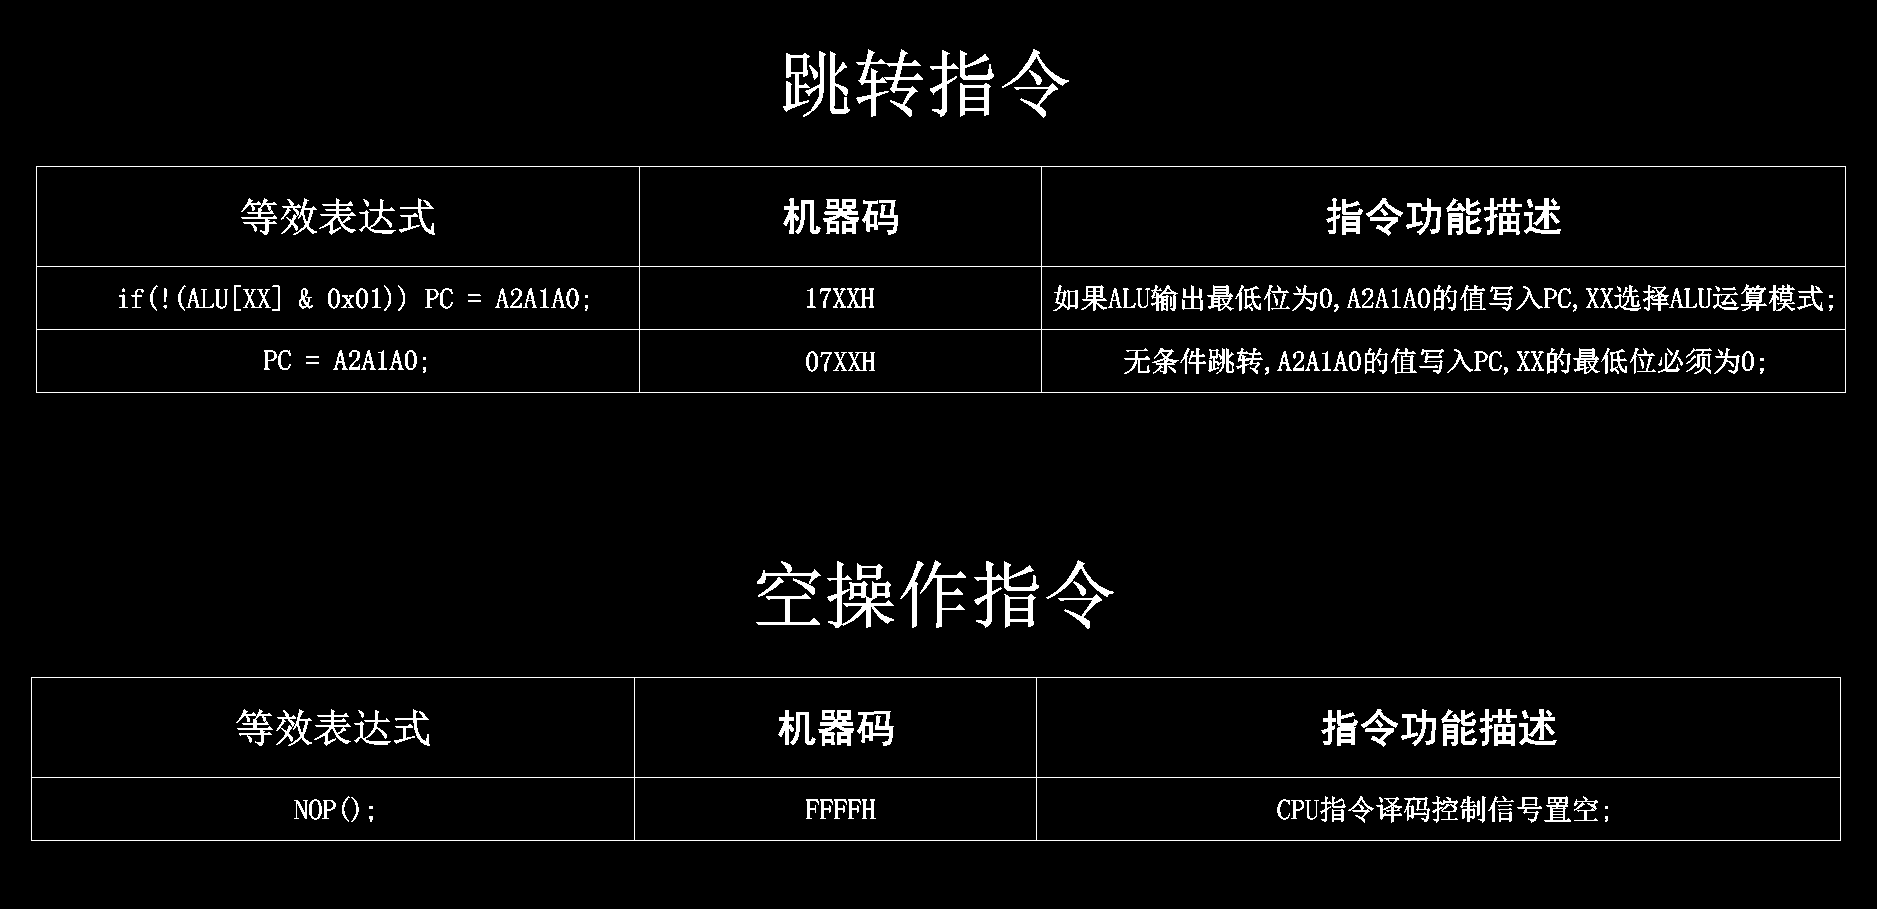 跳转指令
等效表达式 机器码 指令功能描述
if(!(ALU[XX] & 0x01)) PC = A2A1A0; 17XXH 如果ALU输出最低位为0,A2A1A0的值写入PC,XX选择ALU运算模式;
PC = A2A1A0; 07XXH 无条件跳转,A2A1A0的值写入PC,XX的最低位必须为0;
空操作指令
等效表达式 机器码 指令功能描述
NOP(); FFFFH CPU指令译码控制信号置空;